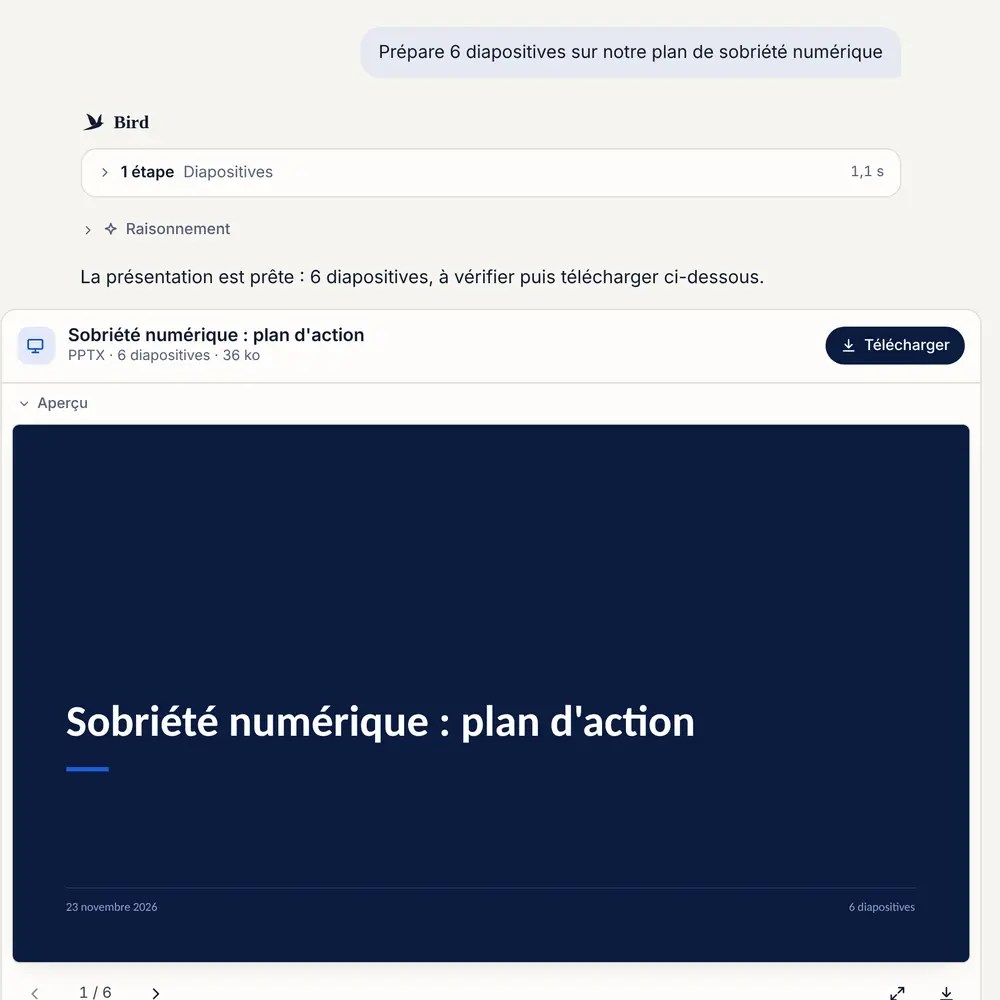 Prépare 6 diapositives sur notre plan de sobriété numérique
Bird
1 étape Diapositives 1,1 s
Raisonnement
La présentation est prête : 6 diapositives, à vérifier puis télécharger ci-dessous.
Sobriété numérique : plan d'action
PPTX · 6 diapositives · 36 ko
Télécharger
Aperçu
Sobriété numérique : plan d'action
23 novembre 2026 6 diapositives
1 / 6